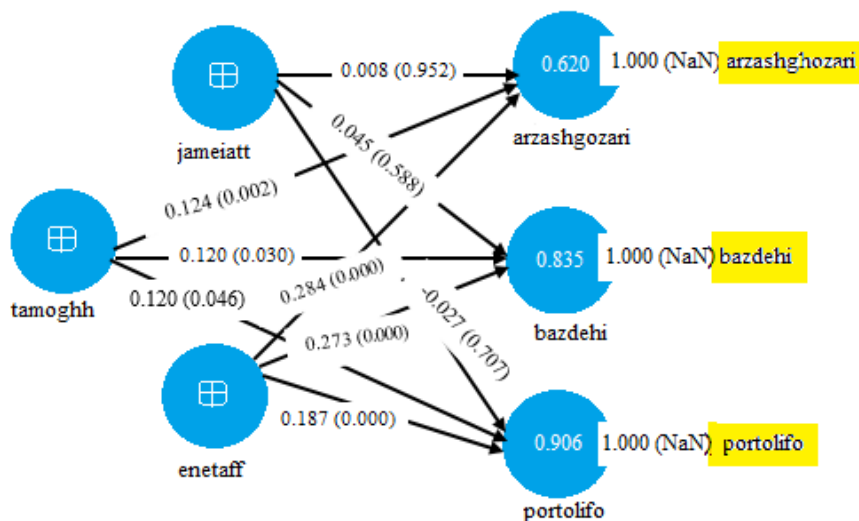 0.008 (0.952)
0.620
1.000 (NaN)
arzashghozari
jameiatt
arzashgozari
0.045 (0.588)
0.124 (0.002)
0.120 (0.030)
0.835
1.000 (NaN)
bazdehi
tamoghh
0.120 (0.046)
0.284 (0.000)
-0.027 (0.707)
bazdehi
0.273 (0.000)
0.187 (0.000)
0.906
1.000 (NaN)
portolifo
enetaff
portolifo